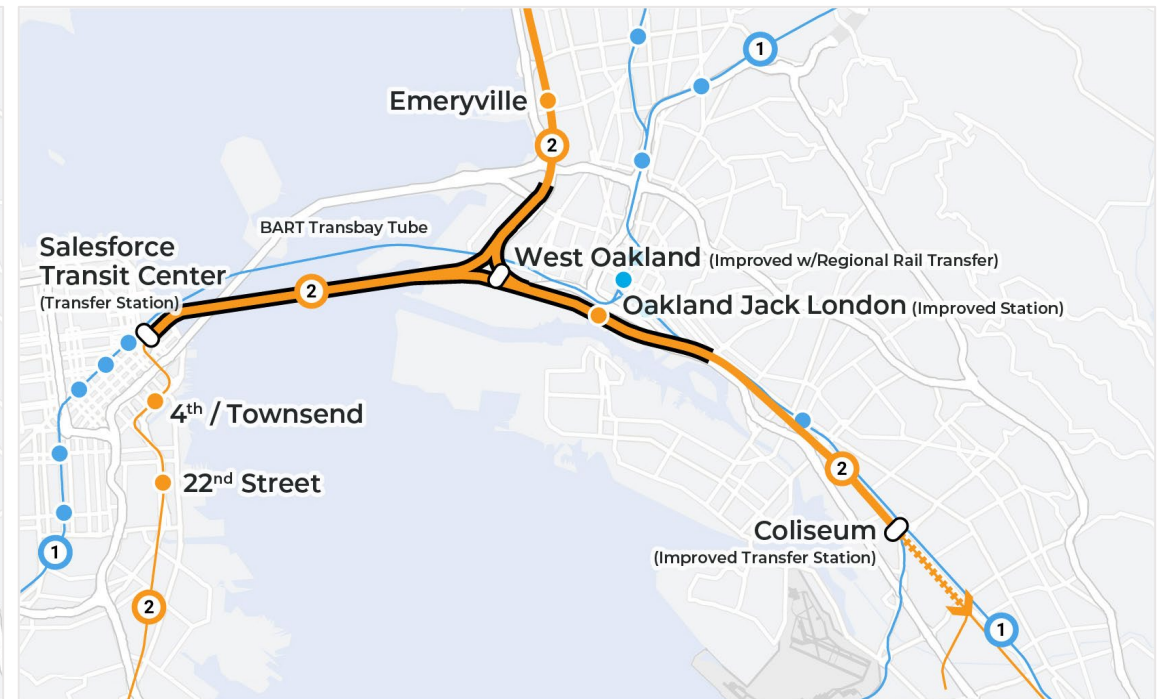 1
Emeryville
2
BART Transbay Tube
Salesforce
Transit Center
(Transfer Station)
West Oakland (Improved w/Regional Rail Transfer)
2
Oakland Jack London (Improved Station)
4th / Townsend
2
22nd Street
Coliseum
(Improved Transfer Station)
1
2
1